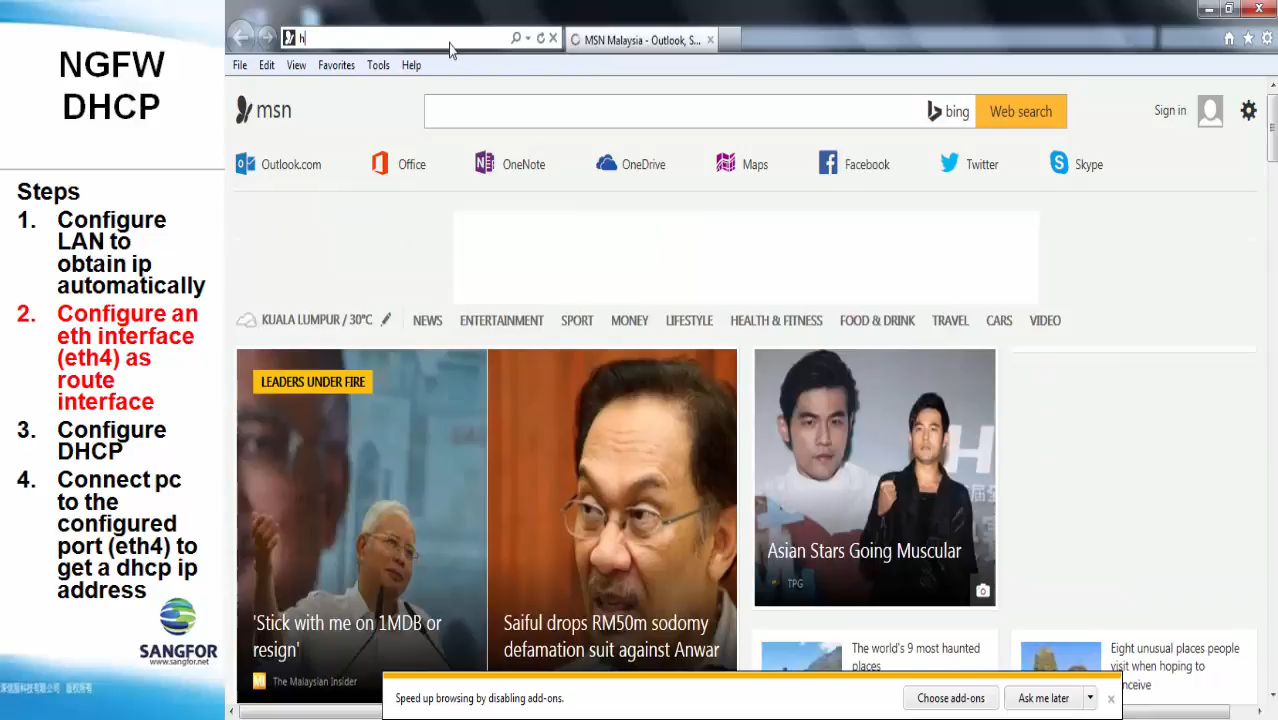 NGFW
DHCP
Steps
1. Configure
LAN to
obtain ip
automatically
2. Configure an
eth interface
(eth4) as
route
interface
3. Configure
DHCP
4. Connect pc
to the
configured
port (eth4) to
get a dhcp ip
address
SANGFOR
www.sangfor.net
h
MSN Malaysia - Outlook, S...
File Edit View Favorites Tools Help
msn
bing
Web search
Sign in
Outlook.com Office OneNote OneDrive Maps Facebook Twitter Skype
KUALA LUMPUR / 30°C NEWS ENTERTAINMENT SPORT MONEY LIFESTYLE HEALTH & FITNESS FOOD & DRINK TRAVEL CARS VIDEO
LEADERS UNDER FIRE
'Stick with me on 1MDB or
resign'
The Malaysian Insider
Saiful drops RM50m sodomy
defamation suit against Anwar
Asian Stars Going Muscular
TPG
The world's 9 most haunted
places
Eight unusual places people
visit when hoping to
conceive
Speed up browsing by disabling add-ons.
Choose add-ons
Ask me later